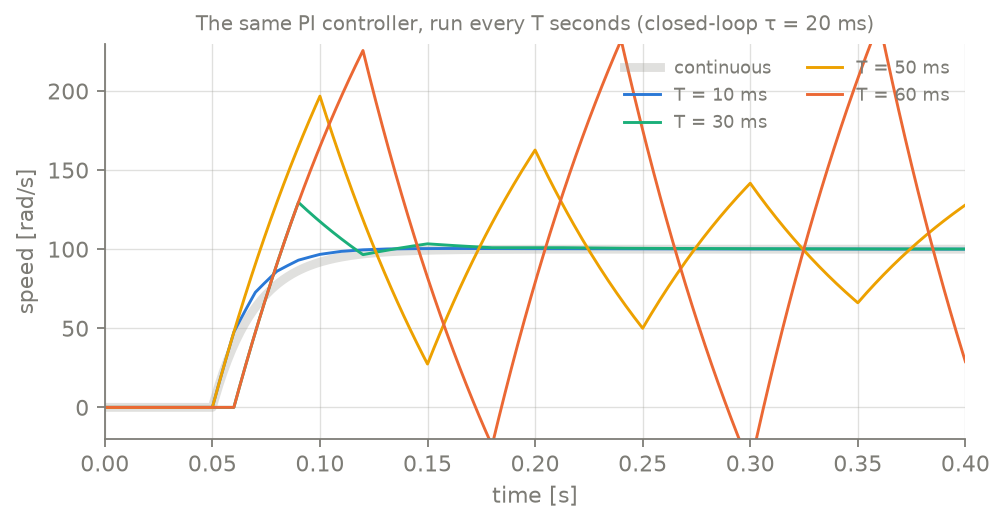 The same PI controller, run every T seconds (closed-loop τ = 20 ms)
continuous
T = 10 ms
T = 30 ms
T = 50 ms
T = 60 ms
speed [rad/s]
200
150
100
50
0
0.00 0.05 0.10 0.15 0.20 0.25 0.30 0.35 0.40
time [s]